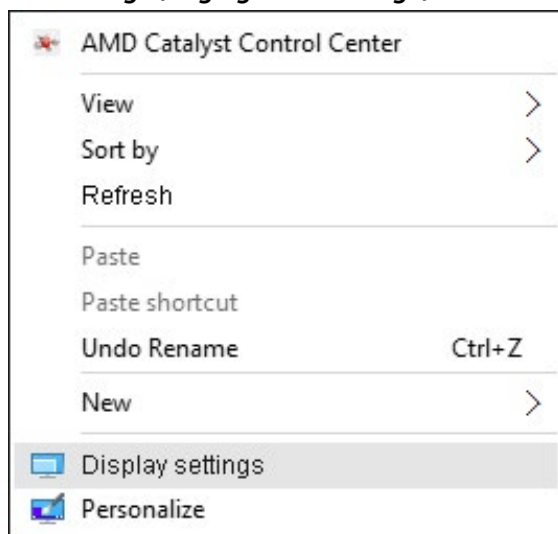 AMD Catalyst Control Center
View
Sort by
Refresh
Paste
Paste shortcut
Undo Rename Ctrl+Z
New
Display settings
Personalize